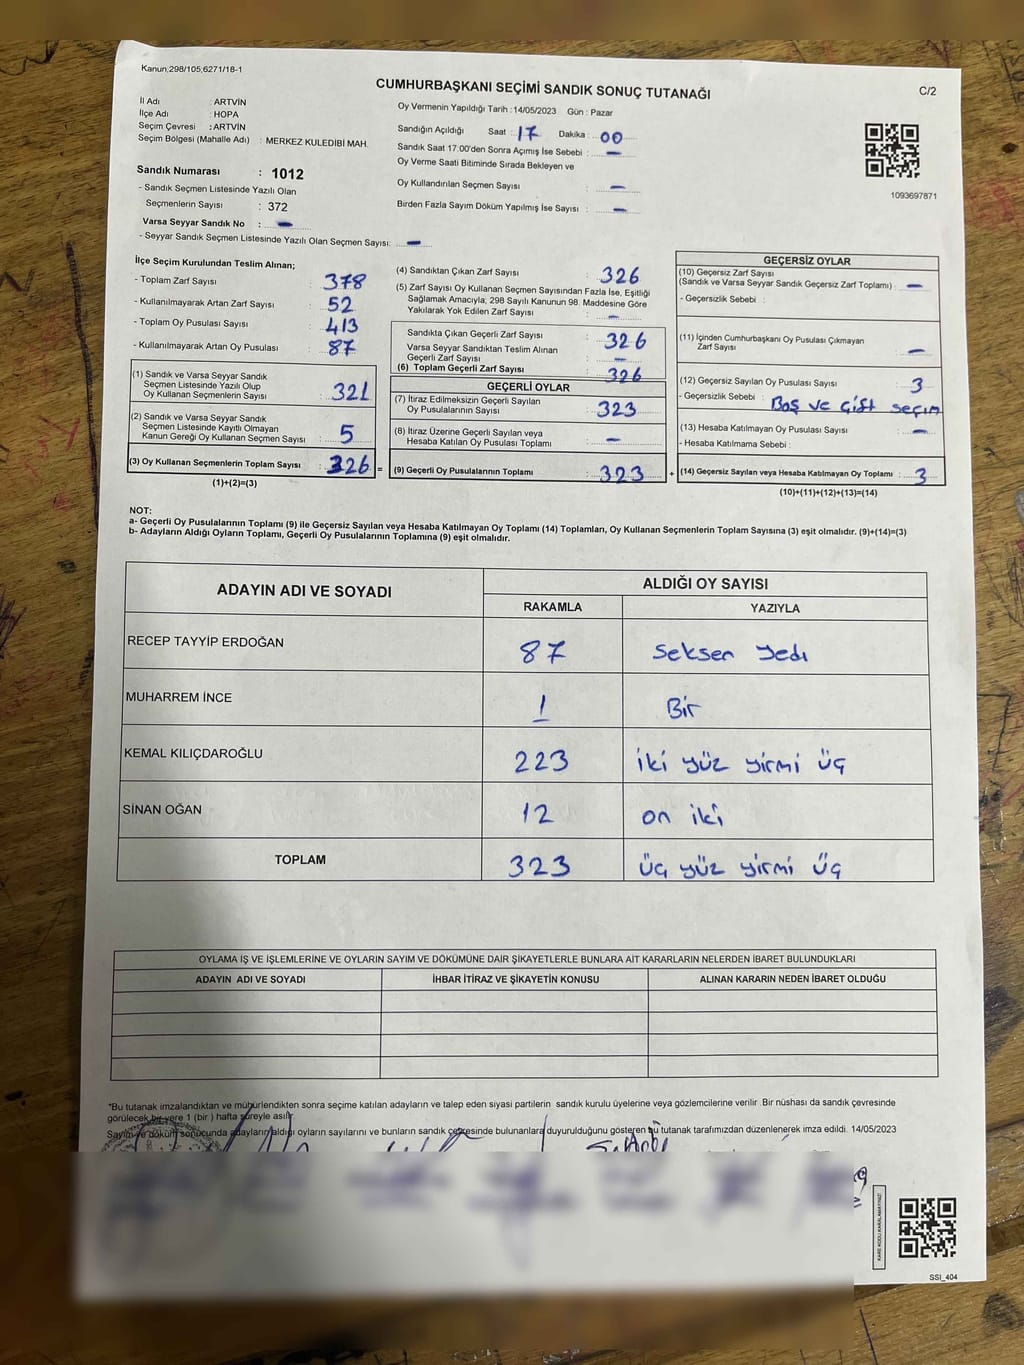 Kanun,298/105,6271/18-1
CUMHURBAŞKANI SEÇİMİ SANDIK SONUÇ TUTANAĞI
C/2
İl Adı : ARTVİN
İlçe Adı : HOPA
Seçim Çevresi : ARTVİN
Seçim Bölgesi (Mahalle Adı) : MERKEZ KULEDİBİ MAH.
Sandık Numarası : 1012
- Sandık Seçmen Listesinde Yazılı Olan
Seçmenlerin Sayısı : 372
Varsa Seyyar Sandık No : -
- Seyyar Sandık Seçmen Listesinde Yazılı Olan Seçmen Sayısı: -
Oy Vermenin Yapıldığı Tarih : 14/05/2023 Gün : Pazar
Sandığın Açıldığı Saat : 17 Dakika : 00
Sandık Saat 17:00'den Sonra Açımış İse Sebebi : -
Oy Verme Saati Bitiminde Sırada Bekleyen ve
Oy Kullandırılan Seçmen Sayısı : -
Birden Fazla Sayım Döküm Yapılmış İse Sayısı : -
1093697871
İlçe Seçim Kurulundan Teslim Alınan;
- Toplam Zarf Sayısı : 378
- Kullanılmayarak Artan Zarf Sayısı : 52
- Toplam Oy Pusulası Sayısı : 413
- Kullanılmayarak Artan Oy Pusulası : 87
(1) Sandık ve Varsa Seyyar Sandık
Seçmen Listesinde Yazılı Olup
Oy Kullanan Seçmenlerin Sayısı : 321
(2) Sandık ve Varsa Seyyar Sandık
Seçmen Listesinde Kayıtlı Olmayan
Kanun Gereği Oy Kullanan Seçmen Sayısı : 5
(3) Oy Kullanan Seçmenlerin Toplam Sayısı : 326
(1)+(2)=(3)
=
(4) Sandıktan Çıkan Zarf Sayısı : 326
(5) Zarf Sayısı Oy Kullanan Seçmen Sayısından Fazla İse, Eşitliği
Sağlamak Amacıyla, 298 Sayılı Kanunun 98. Maddesine Göre
Yakılarak Yok Edilen Zarf Sayısı : -
Sandıkta Çıkan Geçerli Zarf Sayısı : 326
Varsa Seyyar Sandıktan Teslim Alınan
Geçerli Zarf Sayısı : -
(6) Toplam Geçerli Zarf Sayısı : 326
GEÇERLİ OYLAR
(7) İtiraz Edilmeksizin Geçerli Sayılan
Oy Pusulalarının Sayısı : 323
(8) İtiraz Üzerine Geçerli Sayılan veya
Hesaba Katılan Oy Pusulası Toplamı : -
(9) Geçerli Oy Pusulalarının Toplamı : 323
+
GEÇERSİZ OYLAR
(10) Geçersiz Zarf Sayısı
(Sandık ve Varsa Seyyar Sandık Geçersiz Zarf Toplamı) : -
- Geçersizlik Sebebi :
(11) İçinden Cumhurbaşkanı Oy Pusulası Çıkmayan
Zarf Sayısı : -
(12) Geçersiz Sayılan Oy Pusulası Sayısı : 3
- Geçersizlik Sebebi : Boş ve Çift seçim
(13) Hesaba Katılmayan Oy Pusulası Sayısı : -
- Hesaba Katılmama Sebebi :
(14) Geçersiz Sayılan veya Hesaba Katılmayan Oy Toplamı : 3
(10)+(11)+(12)+(13)=(14)
NOT:
a- Geçerli Oy Pusulalarının Toplamı (9) ile Geçersiz Sayılan veya Hesaba Katılmayan Oy Toplamı (14) Toplamları, Oy Kullanan Seçmenlerin Toplam Sayısına (3) eşit olmalıdır. (9)+(14)=(3)
b- Adayların Aldığı Oyların Toplamı, Geçerli Oy Pusulalarının Toplamına (9) eşit olmalıdır.
ADAYIN ADI VE SOYADI
ALDIĞI OY SAYISI
RAKAMLA YAZIYLA
RECEP TAYYİP ERDOĞAN 87 Seksen Yedi
MUHARREM İNCE 1 Bir
KEMAL KILIÇDAROĞLU 223 iki yüz yirmi üç
SİNAN OĞAN 12 on iki
TOPLAM 323 üç yüz yirmi üç
OYLAMA İŞ VE İŞLEMLERİNE VE OYLARIN SAYIM VE DÖKÜMÜNE DAİR ŞİKAYETLERLE BUNLARA AİT KARARLARIN NELERDEN İBARET BULUNDUKLARI
ADAYIN ADI VE SOYADI İHBAR İTİRAZ VE ŞİKAYETİN KONUSU ALINAN KARARIN NEDEN İBARET OLDUĞU
*Bu tutanak imzalandıktan ve mühürlendikten sonra seçime katılan adayların ve talep eden siyasi partilerin sandık kurulu üyelerine veya gözlemcilerine verilir. Bir nüshası da sandık çevresinde
görülecek bir yere 1 (bir ) hafta süreyle asılır.
Sayım ve döküm sonucunda adayların aldığı oyların sayılarını ve bunların sandık çevresinde bulunanlara duyurulduğunu gösteren bu tutanak tarafımızdan düzenlenerek imza edildi. 14/05/2023
KARE KODU KARALAMAYINIZ!
SSI_404